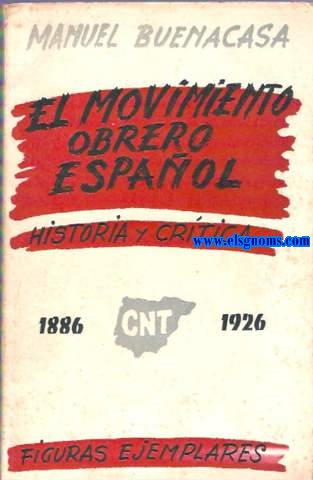 MANUEL BUENACASA
EL MOViMiENTO
OBRERO
ESPAÑOL
HISTORIA Y CRÍTICA
www.elsgnoms.com
1886 CNT 1926
FiGURAS EJEMPLARES